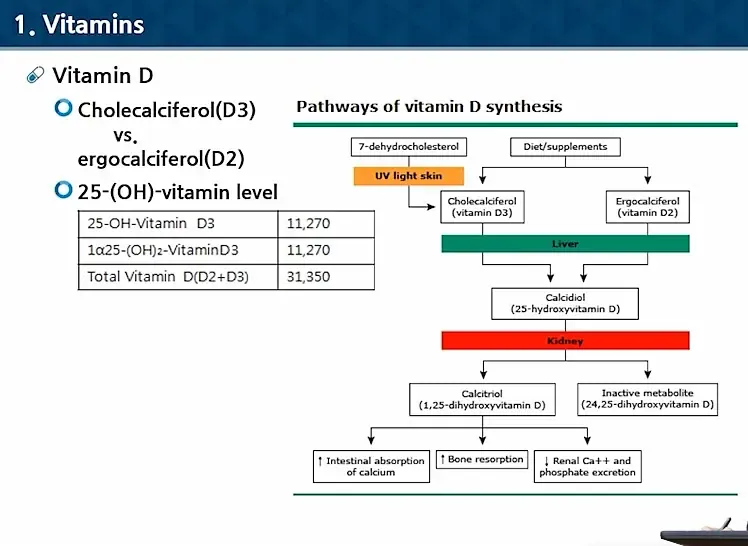 1. Vitamins
Vitamin D
Cholecalciferol(D3)
vs.
ergocalciferol(D2)
25-(OH)-vitamin level
25-OH-Vitamin D3 11,270
1α25-(OH)₂-VitaminD3 11,270
Total Vitamin D(D2+D3) 31,350
Pathways of vitamin D synthesis
7-dehydrocholesterol
Diet/supplements
UV light skin
Cholecalciferol
(vitamin D3)
Ergocalciferol
(vitamin D2)
Liver
Calcidiol
(25-hydroxyvitamin D)
Kidney
Calcitriol
(1,25-dihydroxyvitamin D)
Inactive metabolite
(24,25-dihydroxyvitamin D)
↑ Intestinal absorption
of calcium
↑ Bone resorption
↓ Renal Ca++ and
phosphate excretion